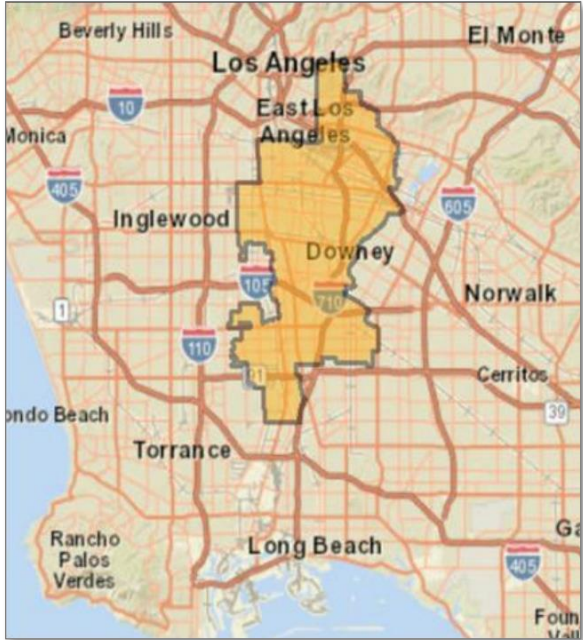 Beverly Hills
El Monte
Los Angeles
10
East Los
Angeles
Monica
405
605
Inglewood
Downey
105
710
Norwalk
1
110
91
Cerritos
39
ondo Beach
Torrance
Long Beach
Rancho
Palos
Verdes
Ga
405
Foun